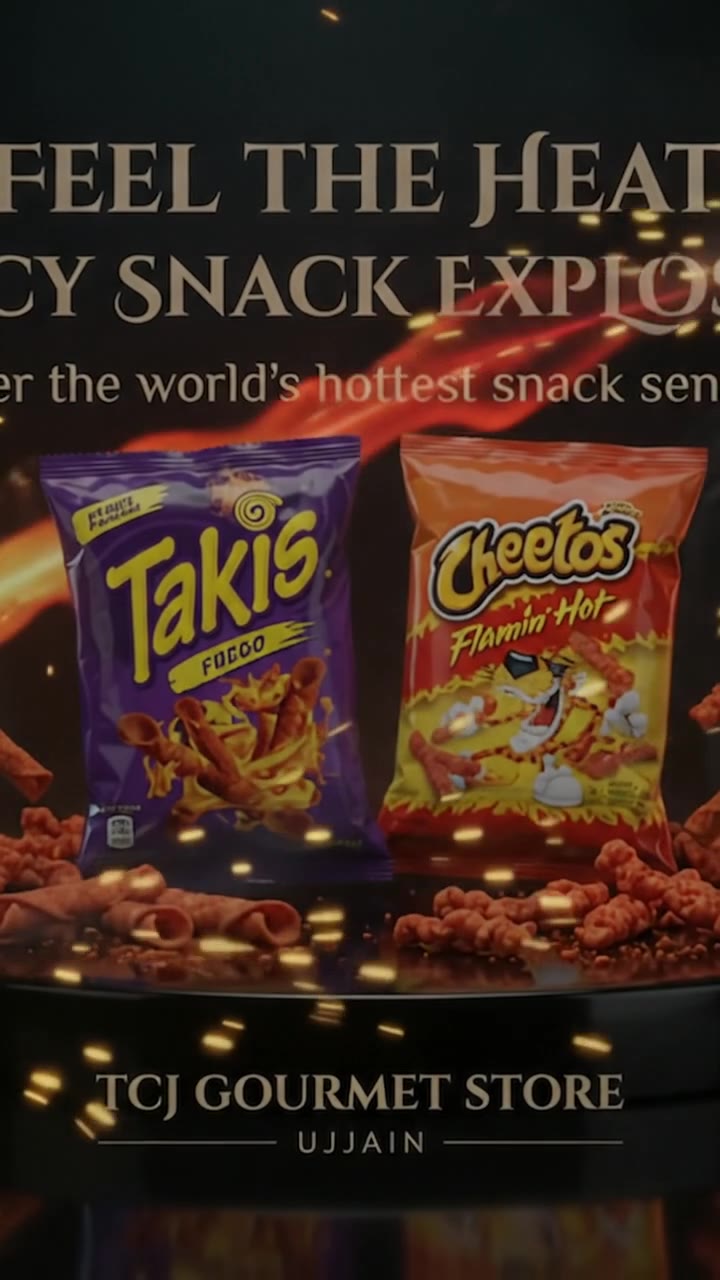 FEEL THE HEAT
CY SNACK EXPLOS
er the world's hottest snack sen
Takis
FUEGO
Cheetos
Flamin' Hot
TCJ GOURMET STORE
UJJAIN